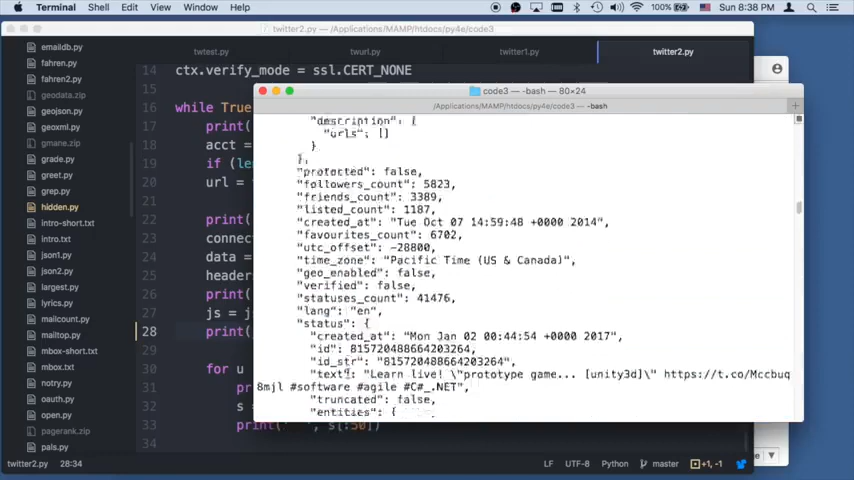 Terminal Shell Edit View Window Help 100% Sun 8:38 PM
twitter2.py — /Applications/MAMP/htdocs/py4e/code3
emaildb.py
fahren.py
fahren2.py
geodata.zip
geojson.py
geoxml.py
gmane.zip
grade.py
greet.py
grep.py
hidden.py
intro-short.txt
intro.txt
json1.py
json2.py
largest.py
lyrics.py
mailcount.py
mailtop.py
mbox-short.txt
mbox.txt
notry.py
oauth.py
open.py
pagerank.zip
pals.py
twtest.py twurl.py twitter1.py twitter2.py
14 ctx.verify_mode = ssl.CERT_NONE
15
16 while True
17 print(
18 acct =
19 if (le
20 url =
21
22 print(
23 connec
24 data =
25 header
26 print(
27 js = j
28 print(
29
30 for u
31 pr
32 s =
33 print(' ', s[:50])
34
code3 — -bash — 80×24
/Applications/MAMP/htdocs/py4e/code3 — -bash
"description": {
"urls": []
}
},
"protected": false,
"followers_count": 5823,
"friends_count": 3389,
"listed_count": 1187,
"created_at": "Tue Oct 07 14:59:48 +0000 2014",
"favourites_count": 6702,
"utc_offset": -28800,
"time_zone": "Pacific Time (US & Canada)",
"geo_enabled": false,
"verified": false,
"statuses_count": 41476,
"lang": "en",
"status": {
"created_at": "Mon Jan 02 00:44:54 +0000 2017",
"id": 815720488664203264,
"id_str": "815720488664203264",
"text": "Learn live! \"prototype game... [unity3d]\" https://t.co/Mccbuq
8mjl #software #agile #C#_.NET",
"truncated": false,
"entities": {
twitter2.py 28:34 LF UTF-8 Python master +1, -1